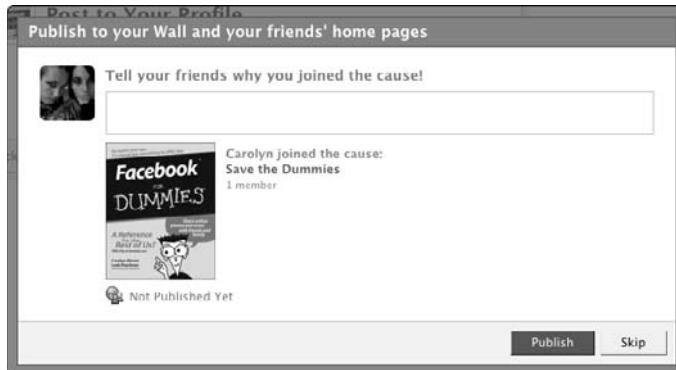 Post to Your Profile
Publish to your Wall and your friends' home pages
Tell your friends why you joined the cause!
Carolyn joined the cause:
Save the Dummies
1 member
Facebook
FOR
DUMMIES
A Reference
for the
Rest of Us!
Not Published Yet
Publish
Skip